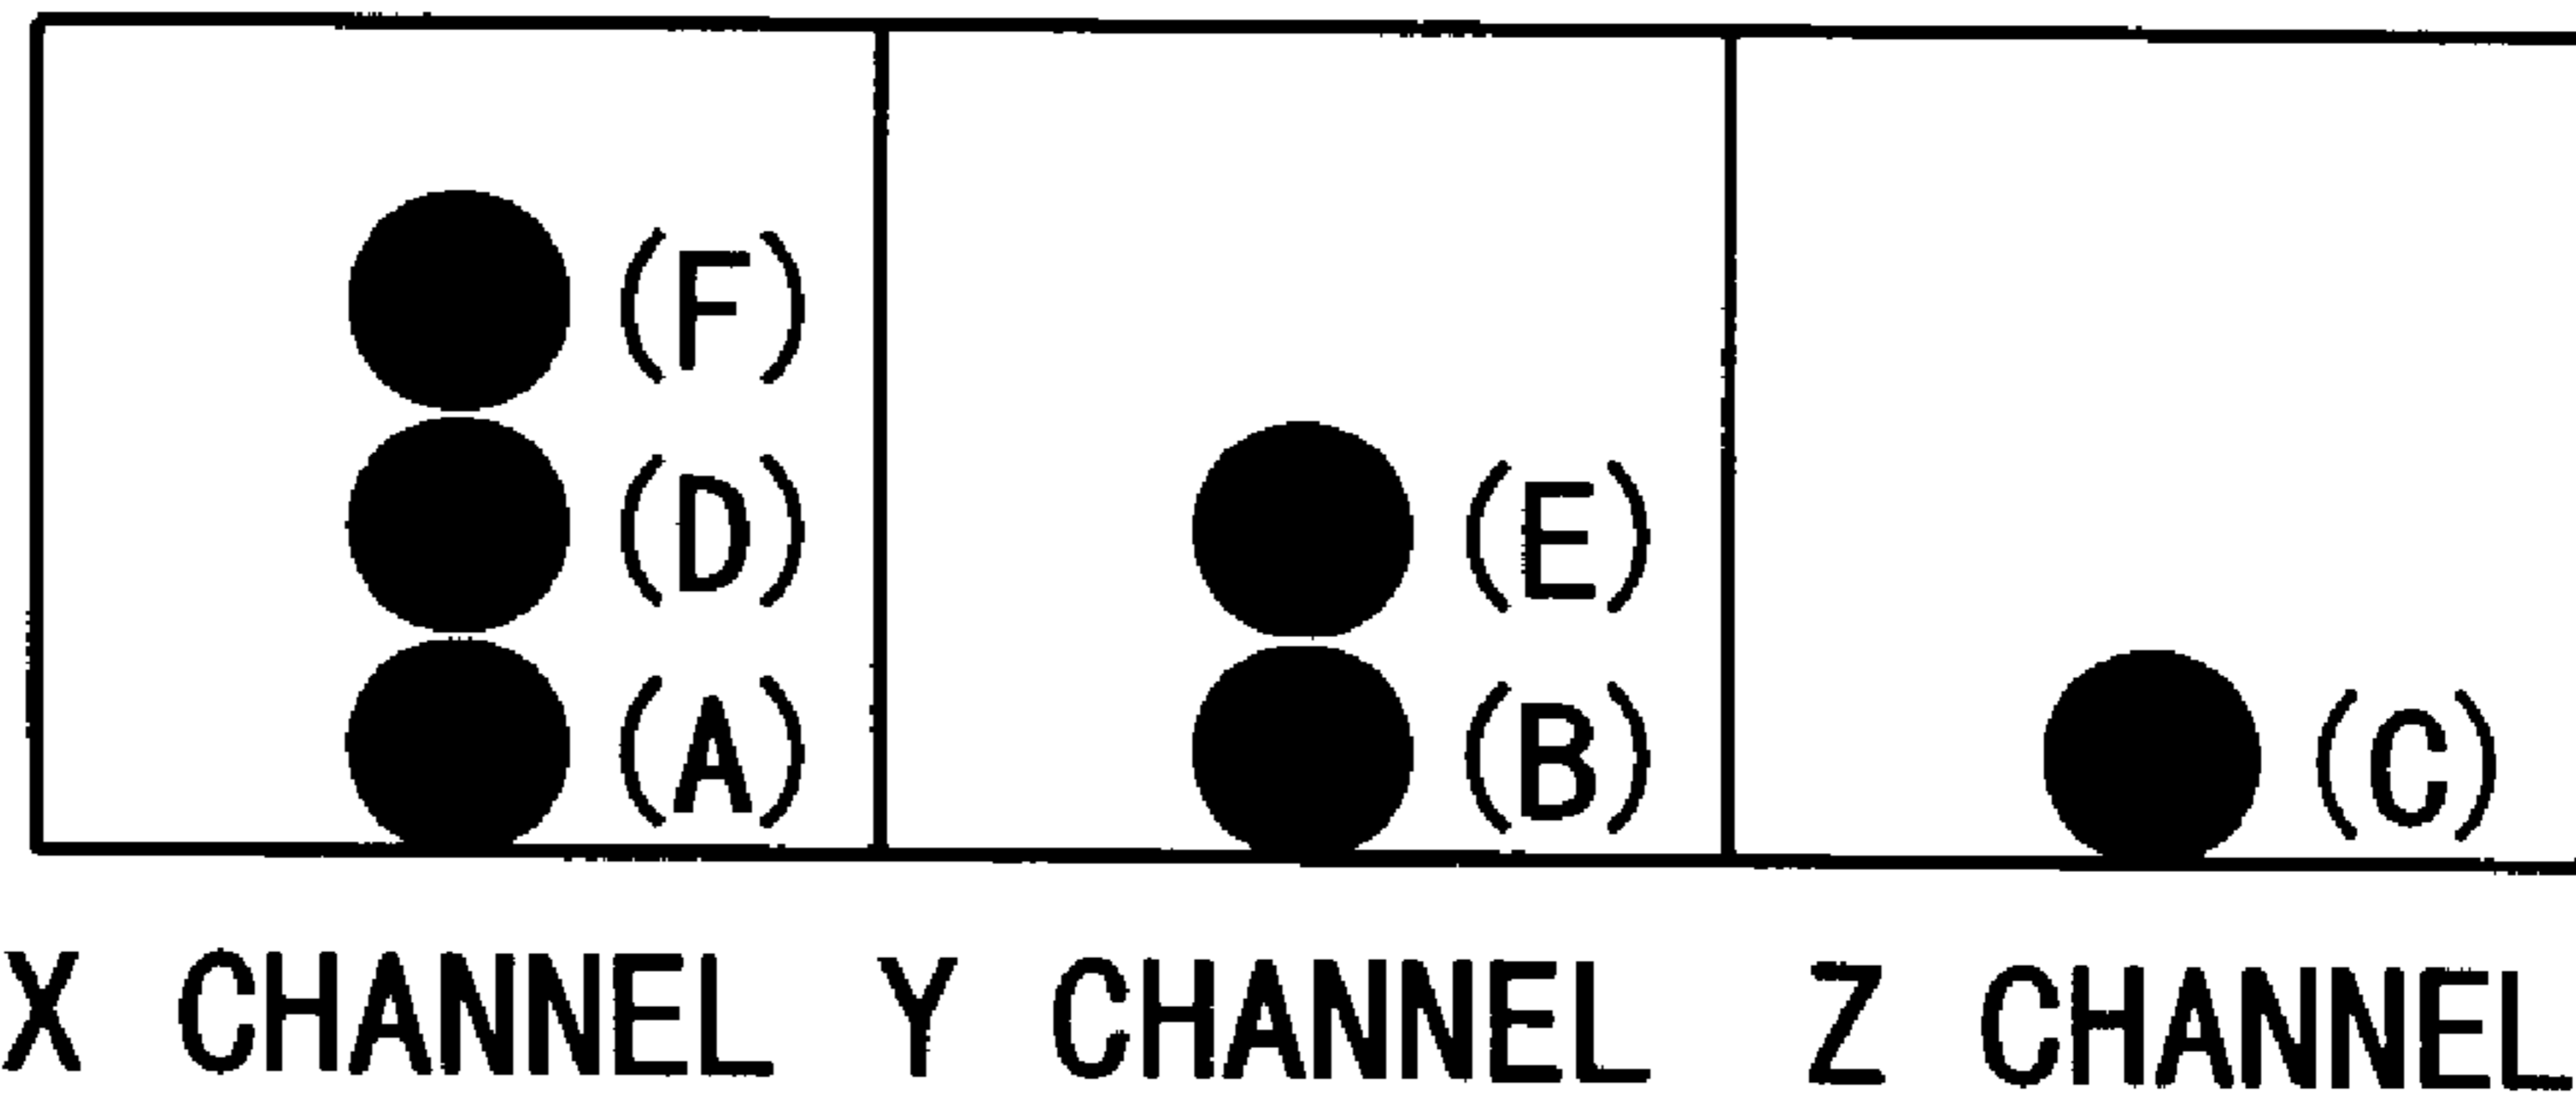 (F)
(D) (E)
(A) (B) (C)
X CHANNEL Y CHANNEL Z CHANNEL